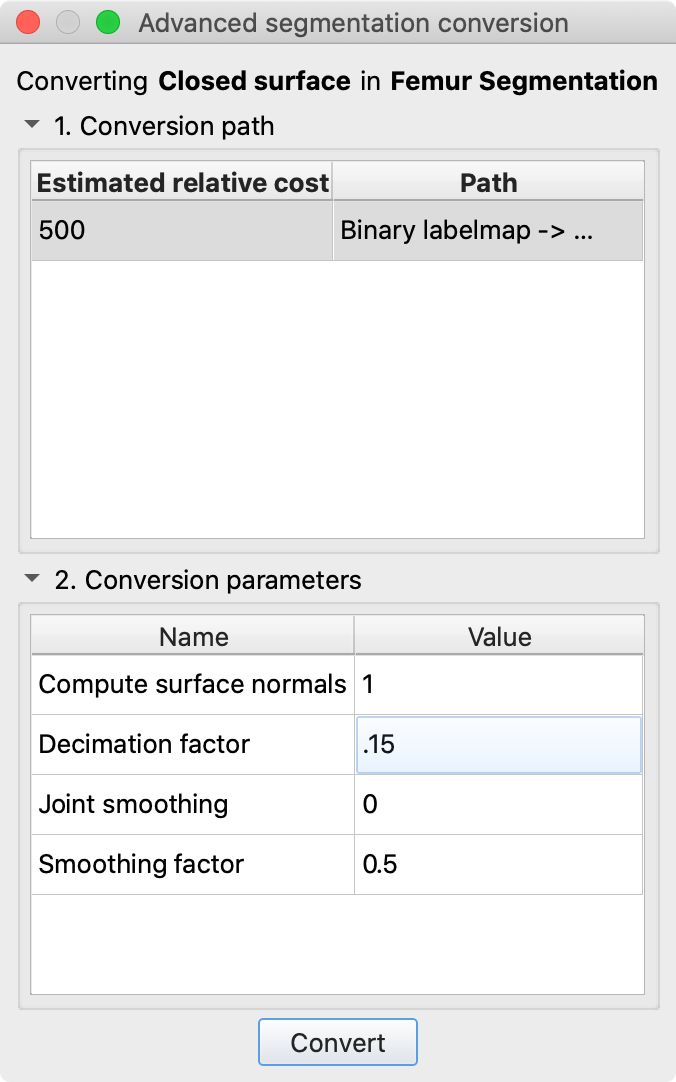 Advanced segmentation conversion
Converting Closed surface in Femur Segmentation
1. Conversion path
Estimated relative cost Path
500 Binary labelmap -> ...
2. Conversion parameters
Name Value
Compute surface normals 1
Decimation factor .15
Joint smoothing 0
Smoothing factor 0.5
Convert